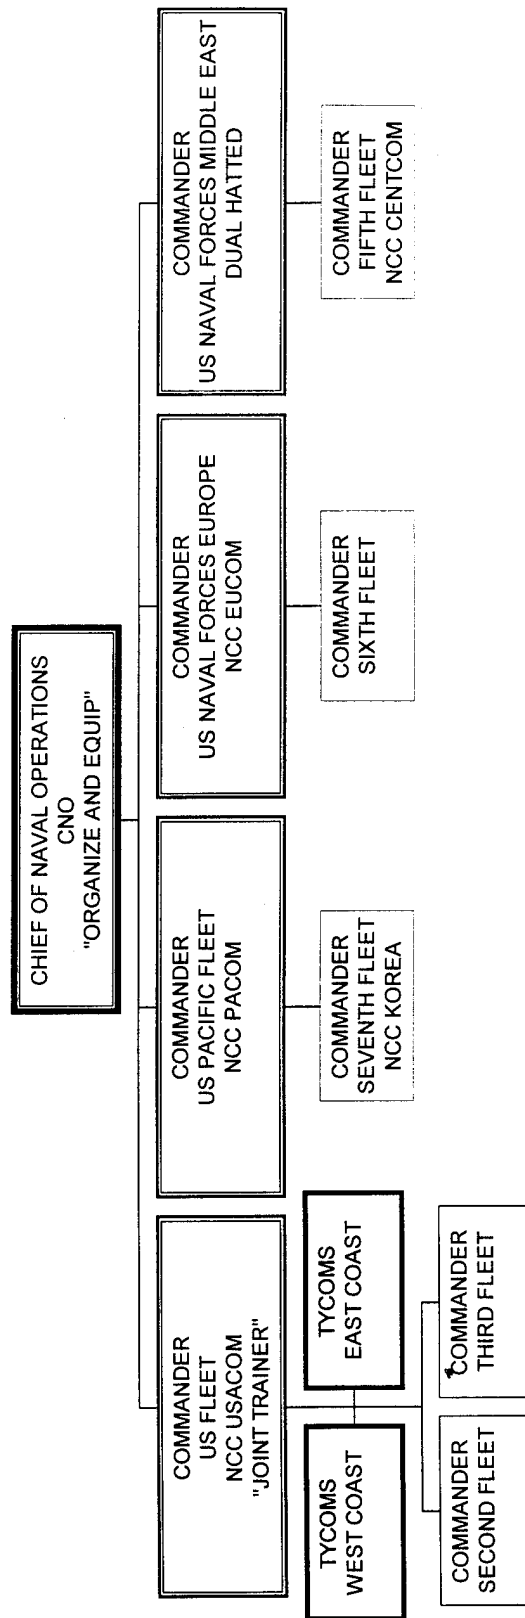 CHIEF OF NAVAL OPERATIONS
CNO
"ORGANIZE AND EQUIP"
COMMANDER
US FLEET
NCC USACOM
"JOINT TRAINER"
COMMANDER
US PACIFIC FLEET
NCC PACOM
COMMANDER
US NAVAL FORCES EUROPE
NCC EUCOM
COMMANDER
US NAVAL FORCES MIDDLE EAST
DUAL HATTED
TYCOMS
WEST COAST
TYCOMS
EAST COAST
COMMANDER
SEVENTH FLEET
NCC KOREA
COMMANDER
SIXTH FLEET
COMMANDER
FIFTH FLEET
NCC CENTCOM
COMMANDER
SECOND FLEET
COMMANDER
THIRD FLEET